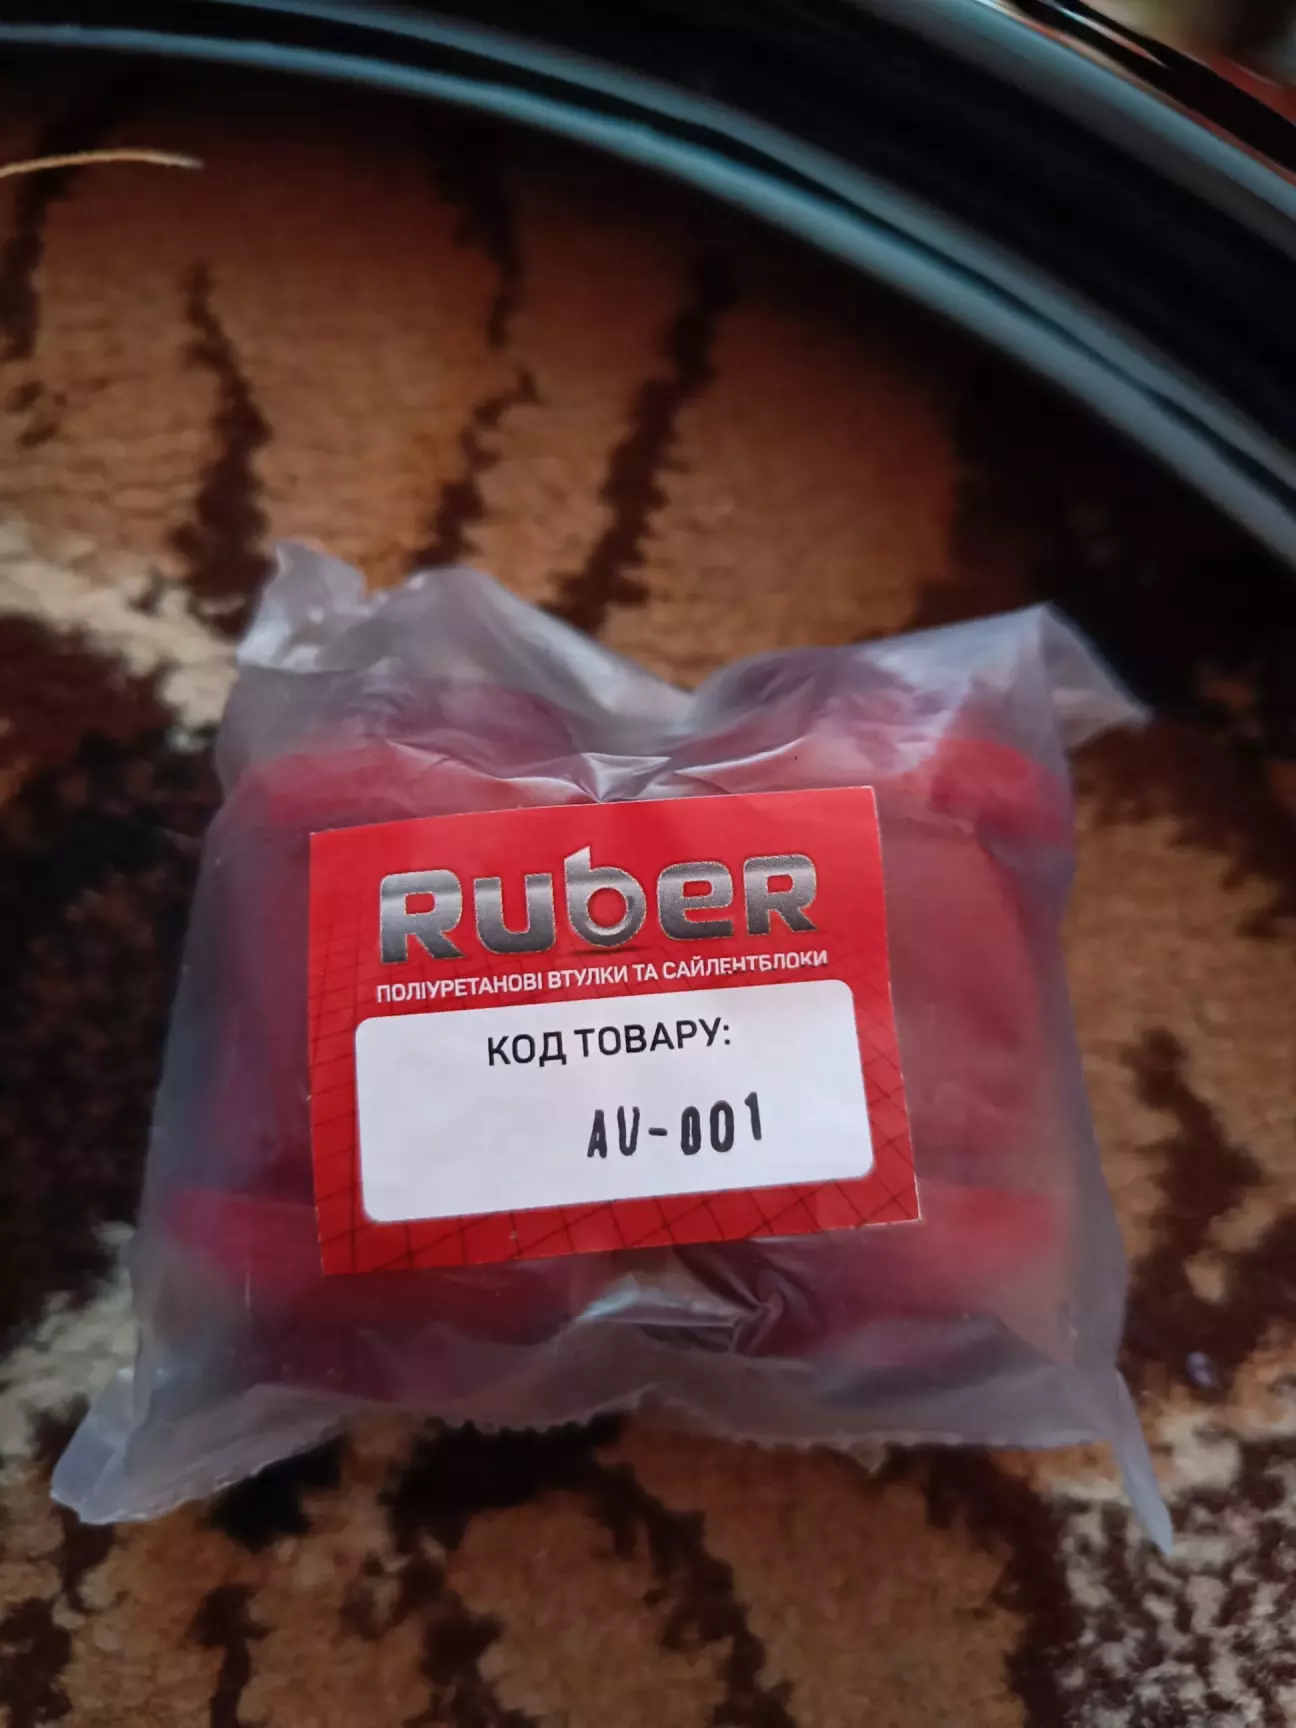 Ruber
ПОЛІУРЕТАНОВІ ВТУЛКИ ТА САЙЛЕНТБЛОКИ
КОД ТОВАРУ:
AU-001